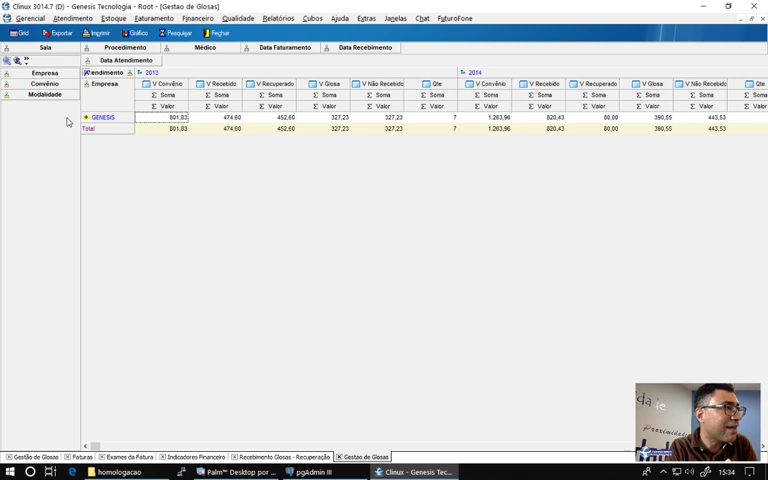 Clinux 3014.7 (D) - Genesis Tecnologia - Root - [Gestao de Glosas]
Gerencial Atendimento Estoque Faturamento Financeiro Qualidade Relatórios Cubos Ajuda Extras Janelas Chat FuturoFone
Grid Exportar Imprimir Gráfico Pesquisar Fechar
Sala Procedimento Médico Data Faturamento Data Recebimento
Data Atendimento
Empresa 2013 2014
Convênio Empresa V Convênio V Recebido V Recuperado V Glosa V Não Recebido Qte V Convênio V Recebido V Recuperado V Glosa V Não Recebido Qte
Modalidade Σ Soma Σ Soma Σ Soma Σ Soma Σ Soma Σ Soma Σ Soma Σ Soma Σ Soma Σ Soma Σ Soma Σ Soma
Σ Valor Σ Valor Σ Valor Σ Valor Σ Valor Σ Valor Σ Valor Σ Valor Σ Valor Σ Valor Σ Valor Σ Valor
GENESIS 801,83 474,60 452,60 327,23 327,23 7 1.263,96 820,43 80,00 390,55 443,53
Total 801,83 474,60 452,60 327,23 327,23 7 1.263,96 820,43 80,00 390,55 443,53
dade
Proximidade
Gestão de Glosas Faturas Exames da Fatura Indicadores Financeiro Recebimento Glosas - Recuperação Gestao de Glosas
homologacao Palm™ Desktop por ... pgAdmin III Clinux - Genesis Tec... 15:34